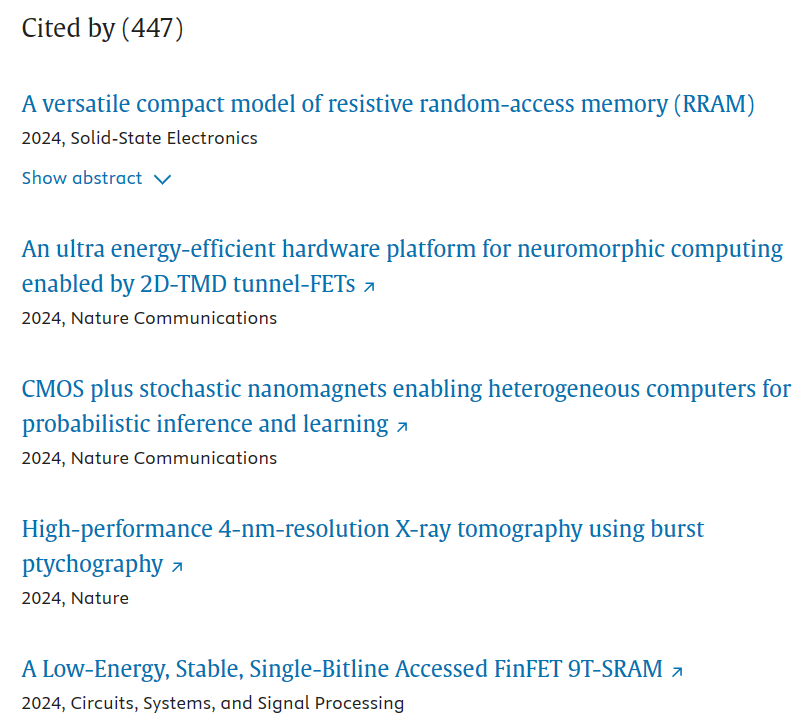 Cited by (447)
A versatile compact model of resistive random-access memory (RRAM)
2024, Solid-State Electronics
Show abstract
An ultra energy-efficient hardware platform for neuromorphic computing
enabled by 2D-TMD tunnel-FETs ↗
2024, Nature Communications
CMOS plus stochastic nanomagnets enabling heterogeneous computers for
probabilistic inference and learning ↗
2024, Nature Communications
High-performance 4-nm-resolution X-ray tomography using burst
ptychography ↗
2024, Nature
A Low-Energy, Stable, Single-Bitline Accessed FinFET 9T-SRAM ↗
2024, Circuits, Systems, and Signal Processing